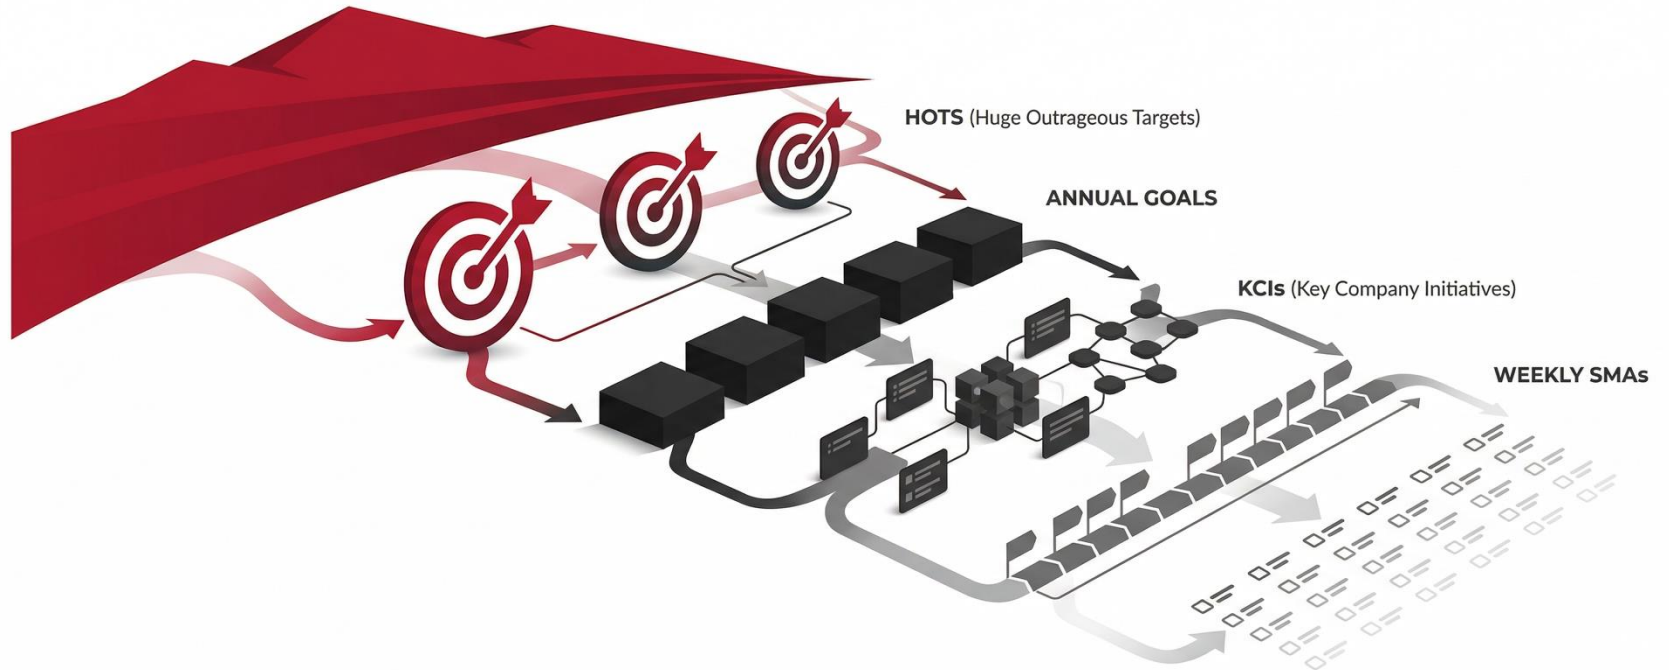 HOTS (Huge Outrageous Targets)
ANNUAL GOALS
KCIs (Key Company Initiatives)
WEEKLY SMAs